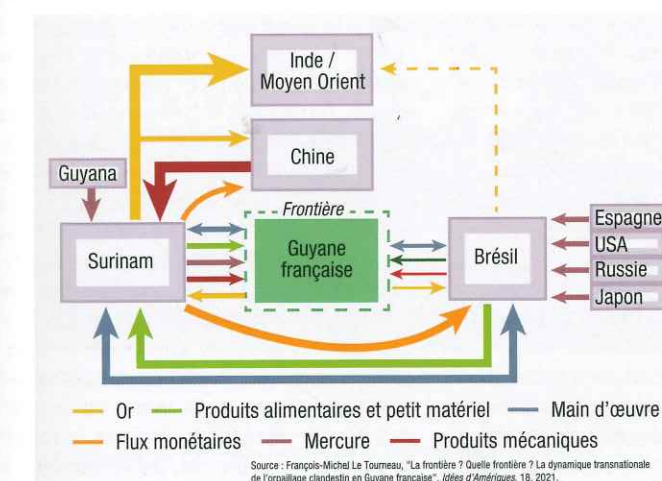 Inde /
Moyen Orient
Chine
Guyana
Frontière
Surinam
Guyane
française
Brésil
Espagne
USA
Russie
Japon
Or
Produits alimentaires et petit matériel
Main d'œuvre
Flux monétaires
Mercure
Produits mécaniques
Source : François-Michel Le Tourneau, "La frontière ? Quelle frontière ? La dynamique transnationale
de l'orpaillage clandestin en Guyane française", Idées d'Amériques, 18, 2021.